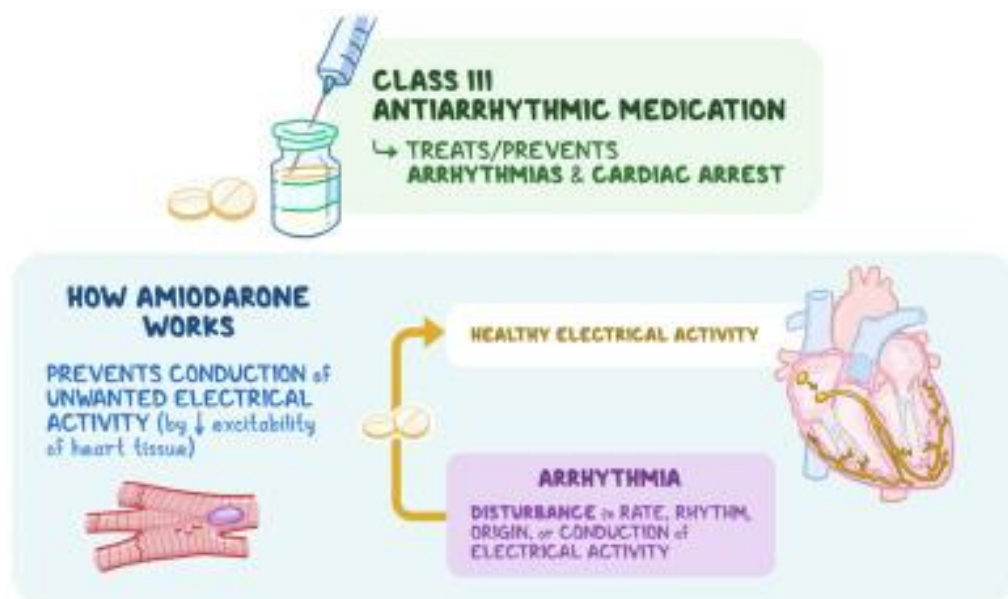 CLASS III
ANTIARRHYTHMIC MEDICATION
↳ TREATS/PREVENTS
ARRHYTHMIAS & CARDIAC ARREST
HOW AMIODARONE
WORKS
PREVENTS CONDUCTION of
UNWANTED ELECTRICAL
ACTIVITY (by ↓ excitability
of heart tissue)
HEALTHY ELECTRICAL ACTIVITY
ARRHYTHMIA
DISTURBANCE in RATE, RHYTHM,
ORIGIN, or CONDUCTION of
ELECTRICAL ACTIVITY